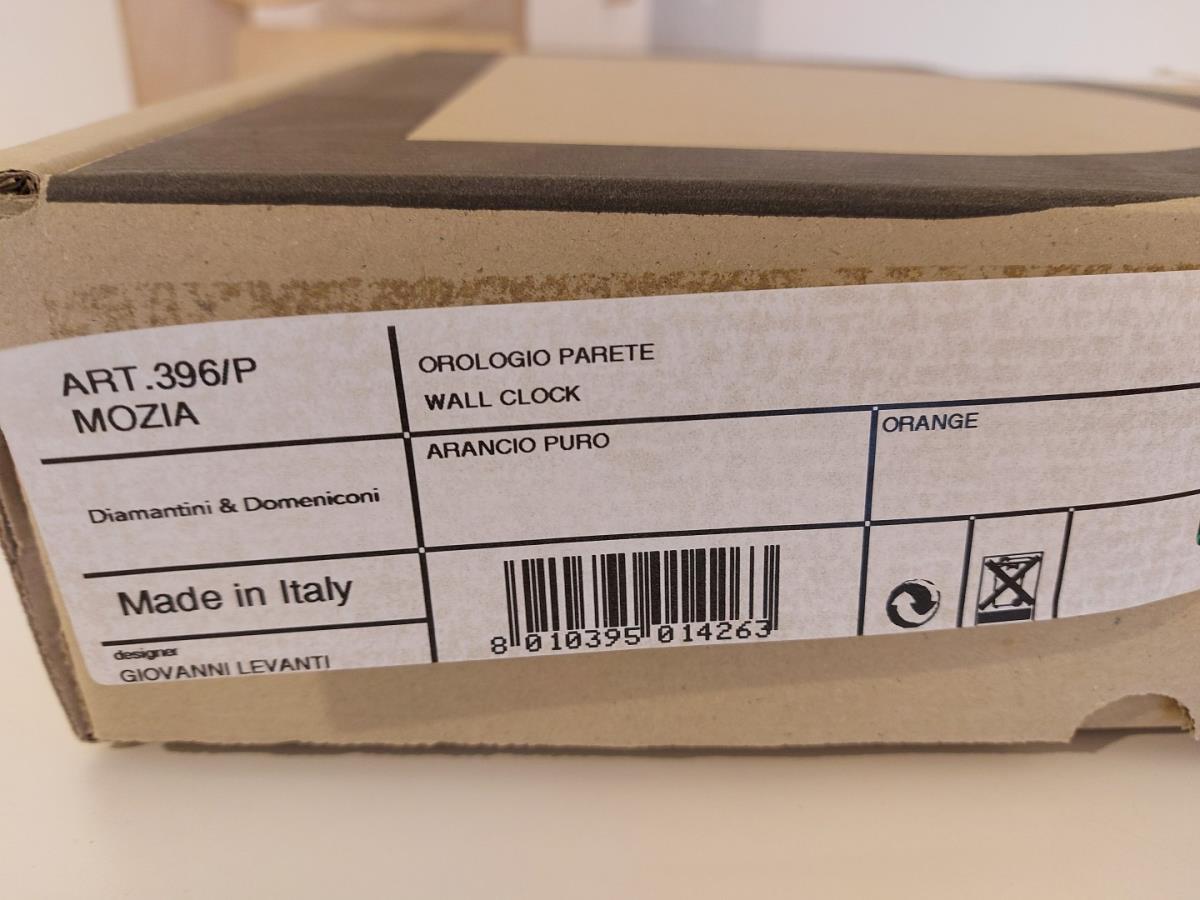 ART.396/P
MOZIA
OROLOGIO PARETE
WALL CLOCK
ARANCIO PURO
ORANGE
Diamantini & Domeniconi
Made in Italy
designer
GIOVANNI LEVANTI
8 010395 014263